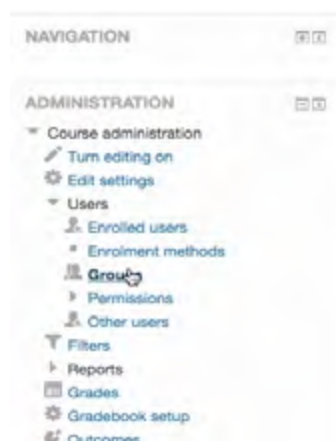 NAVIGATION
ADMINISTRATION
Course administration
Turn editing on
Edit settings
Users
Enrolled users
Enrolment methods
Groups
Permissions
Other users
Filters
Reports
Grades
Gradebook setup
Outcomes